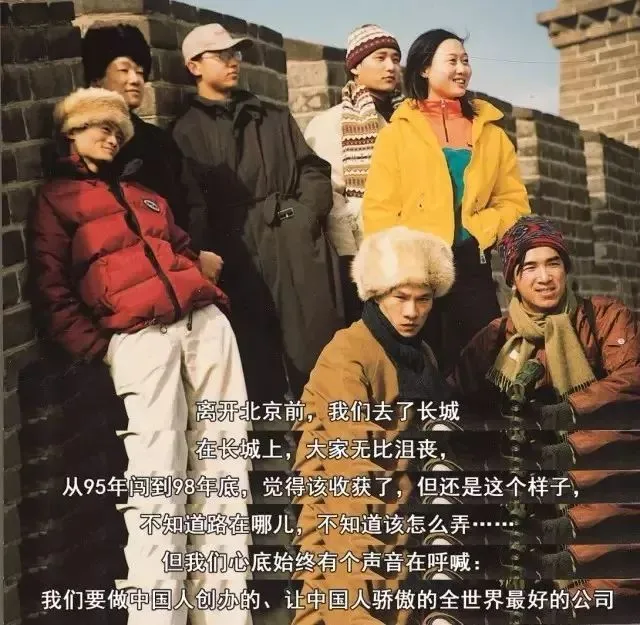 离开北京前，我们去了长城
在长城上，大家无比沮丧，
从95年闯到98年底，觉得该收获了，但还是这个样子，
不知道路在哪儿，不知道该怎么弄……
但我们心底始终有个声音在呼喊：
我们要做中国人创办的、让中国人骄傲的全世界最好的公司